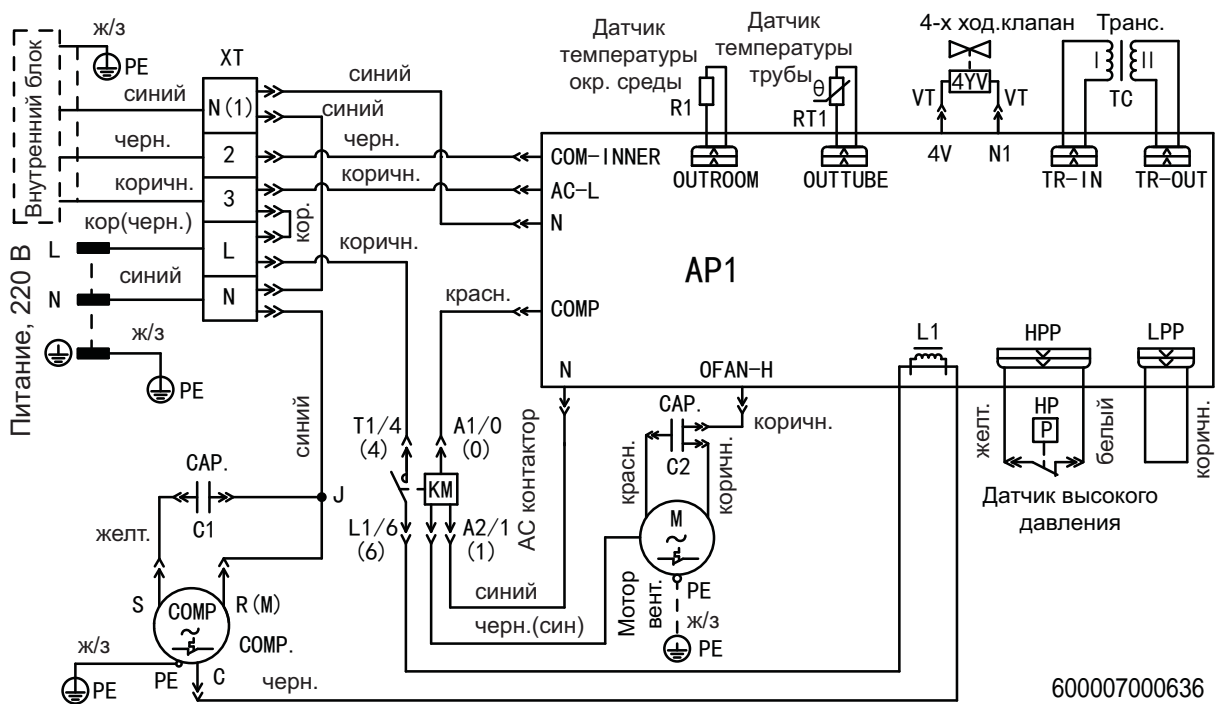 ж/з
PE
Внутренний блок
синий
черн.
коричн.
кор(черн.)
Питание, 220 В
L
N
синий
ж/з
PE
XT
N(1)
2
3
L
N
синий
синий
черн.
коричн.
кор.
коричн.
красн.
синий
Датчик
температуры
окр. среды
R1
OUTROOM
Датчик
температуры
трубы
θ
RT1
OUTTUBE
4-х ход.клапан
4YV
VT
VT
4V
N1
Транс.
I
II
TC
TR-IN
TR-OUT
COM-INNER
AC-L
N
AP1
COMP
N
OFAN-H
L1
HPP
LPP
T1/4
(4)
A1/0
(0)
KM
L1/6
(6)
A2/1
(1)
АС контактор
CAP.
C2
коричн.
красн.
коричн.
M
~
Мотор
вент.
PE
ж/з
PE
желт.
HP
P
белый
Датчик высокого
давления
коричн.
CAP.
C1
J
желт.
S
COMP
~
R(M)
COMP.
ж/з
PE
PE
C
черн.
синий
черн.(син)
600007000636